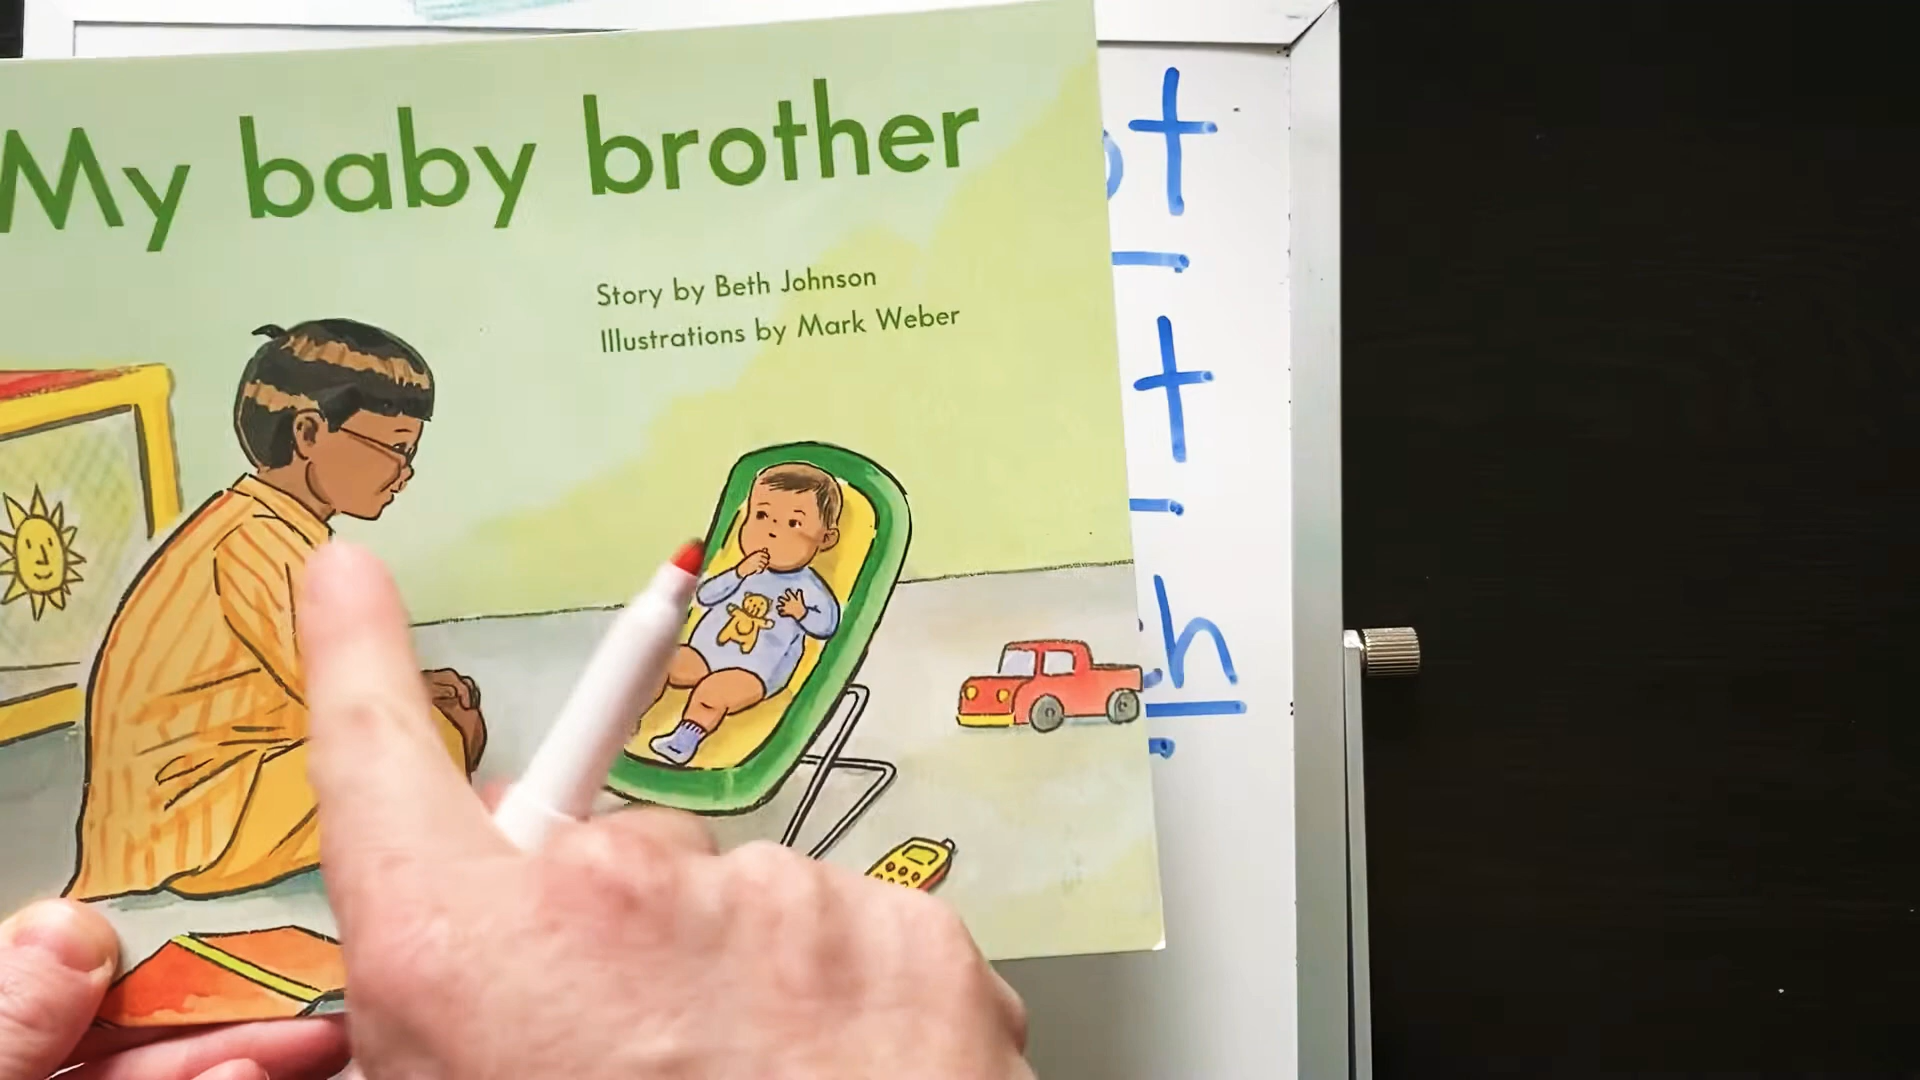 My baby brother
Story by Beth Johnson
Illustrations by Mark Weber
t
t
h